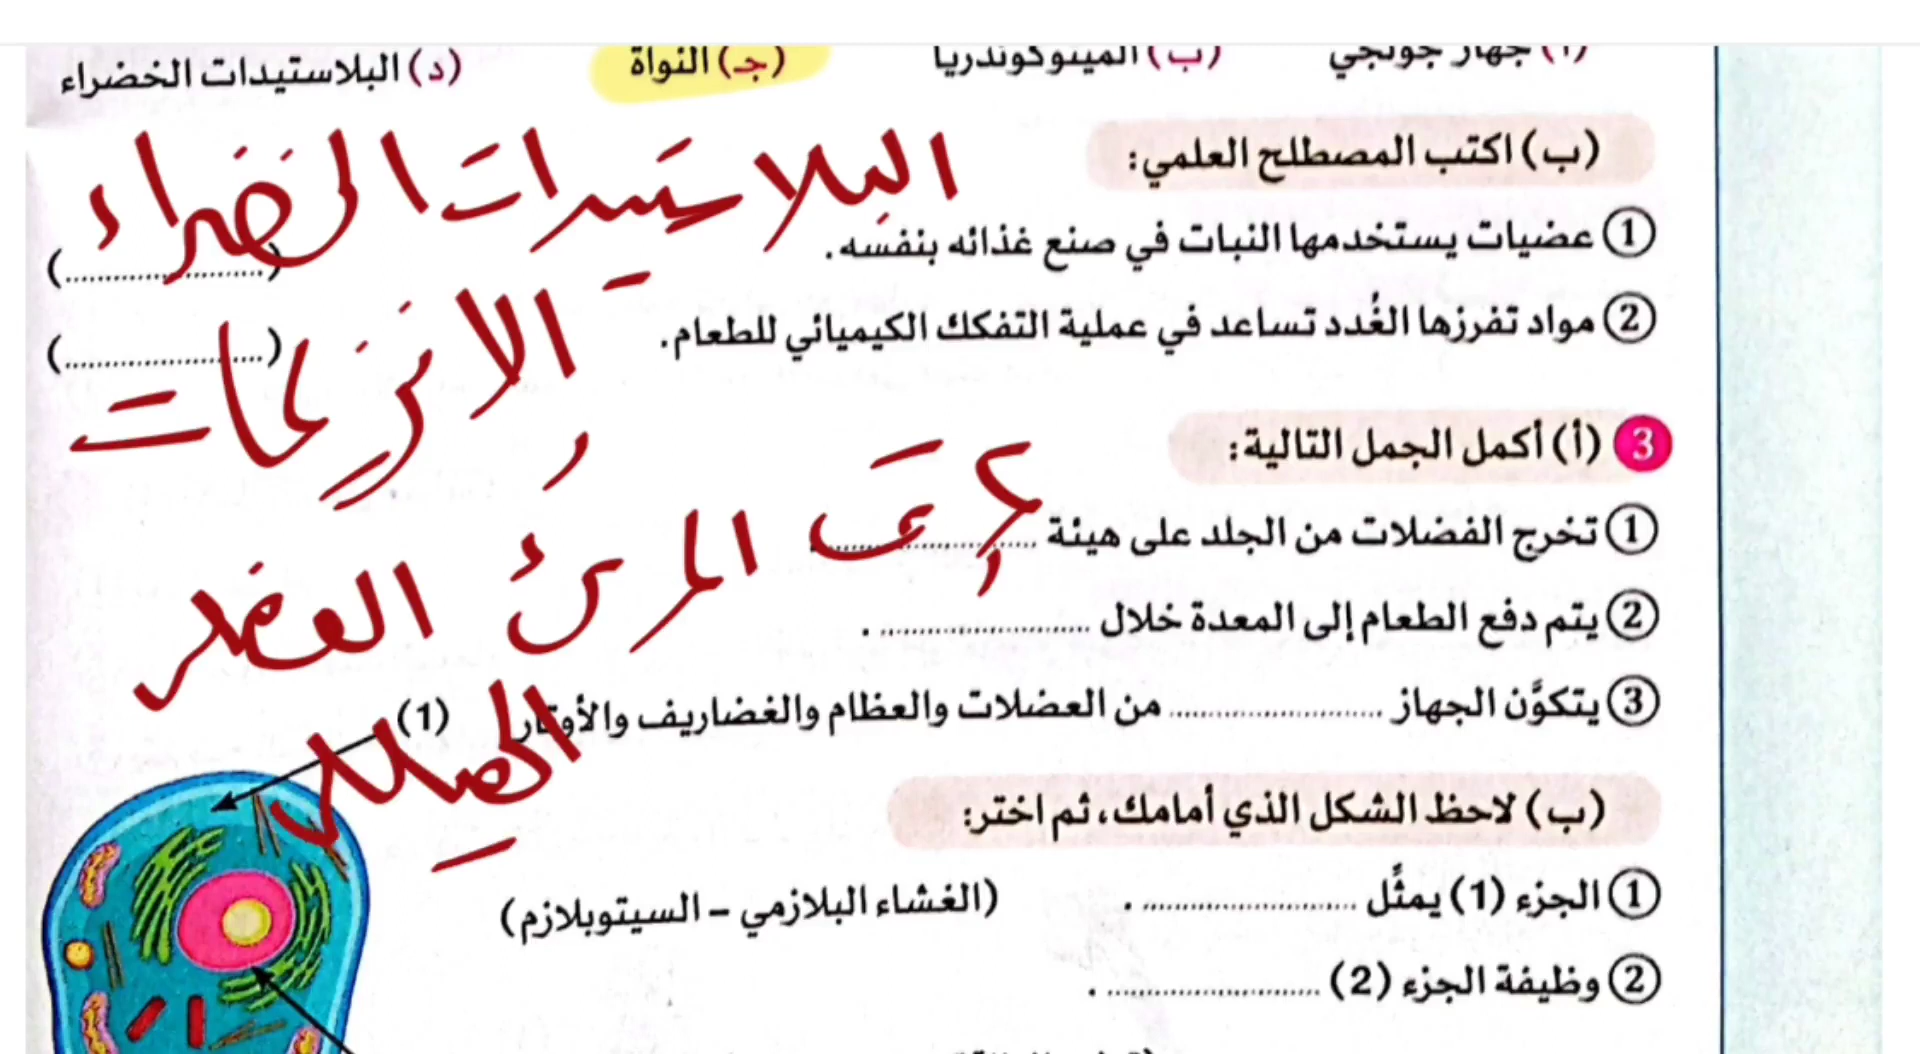 (جـ) النواة (د) البلاستيدات الخضراء
(أ) جهاز جولجي (ب) الميتوكوندريا
(ب) اكتب المصطلح العلمي:
① عضيات يستخدمها النبات في صنع غذائه بنفسه. (....................)
البلاستيدات الخضراء
② مواد تفرزها الغُدد تساعد في عملية التفكك الكيميائي للطعام. (....................)
الانزيمات
3 (أ) أكمل الجمل التالية:
① تخرج الفضلات من الجلد على هيئة ....................
② يتم دفع الطعام إلى المعدة خلال .................... .
المرئ
③ يتكوَّن الجهاز .................... من العضلات والعظام والغضاريف والأوتار
(1)
(ب) لاحظ الشكل الذي أمامك، ثم اختر:
① الجزء (1) يمثِّل .................... . (الغشاء البلازمي – السيتوبلازم)
② وظيفة الجزء (2) .................... .